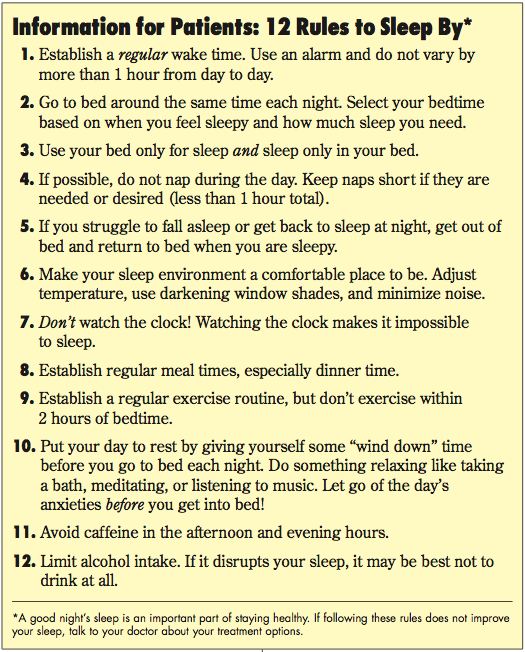 Information for Patients: 12 Rules to Sleep By*
1. Establish a regular wake time. Use an alarm and do not vary by
more than 1 hour from day to day.
2. Go to bed around the same time each night. Select your bedtime
based on when you feel sleepy and how much sleep you need.
3. Use your bed only for sleep and sleep only in your bed.
4. If possible, do not nap during the day. Keep naps short if they are
needed or desired (less than 1 hour total).
5. If you struggle to fall asleep or get back to sleep at night, get out of
bed and return to bed when you are sleepy.
6. Make your sleep environment a comfortable place to be. Adjust
temperature, use darkening window shades, and minimize noise.
7. Don't watch the clock! Watching the clock makes it impossible
to sleep.
8. Establish regular meal times, especially dinner time.
9. Establish a regular exercise routine, but don't exercise within
2 hours of bedtime.
10. Put your day to rest by giving yourself some “wind down” time
before you go to bed each night. Do something relaxing like taking
a bath, meditating, or listening to music. Let go of the day's
anxieties before you get into bed!
11. Avoid caffeine in the afternoon and evening hours.
12. Limit alcohol intake. If it disrupts your sleep, it may be best not to
drink at all.
*A good night's sleep is an important part of staying healthy. If following these rules does not improve
your sleep, talk to your doctor about your treatment options.